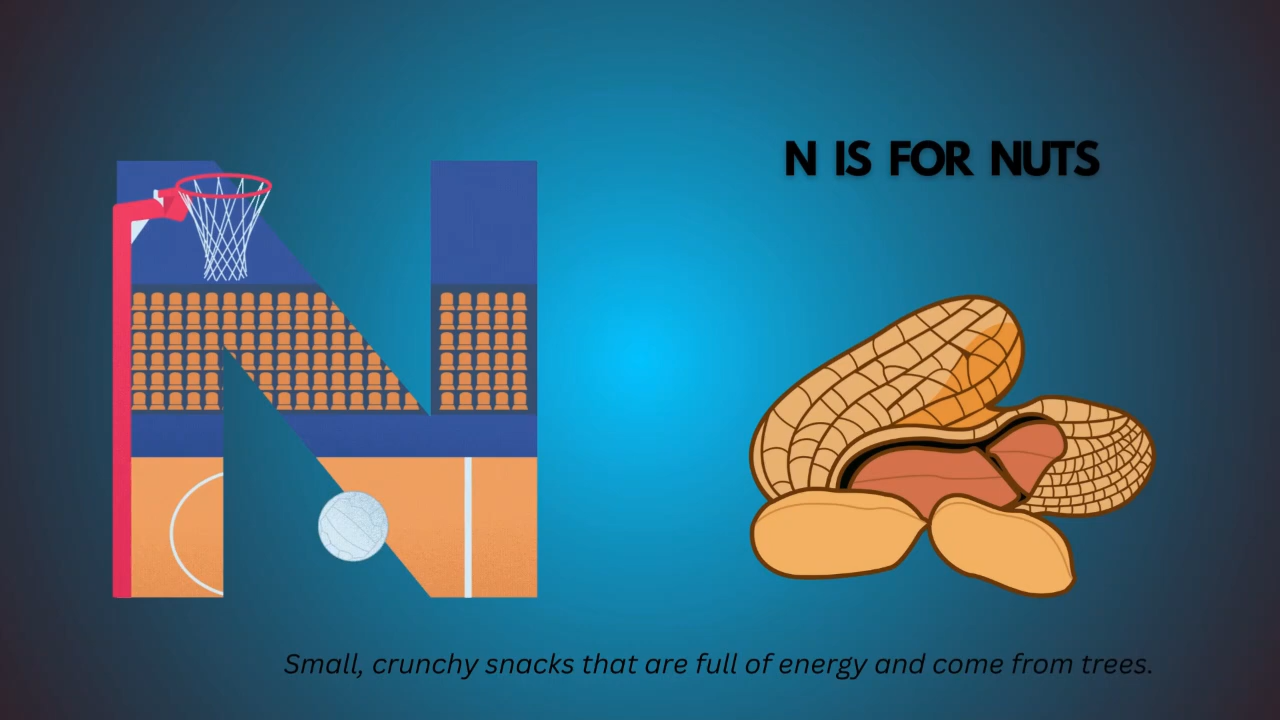 N IS FOR NUTS
Small, crunchy snacks that are full of energy and come from trees.